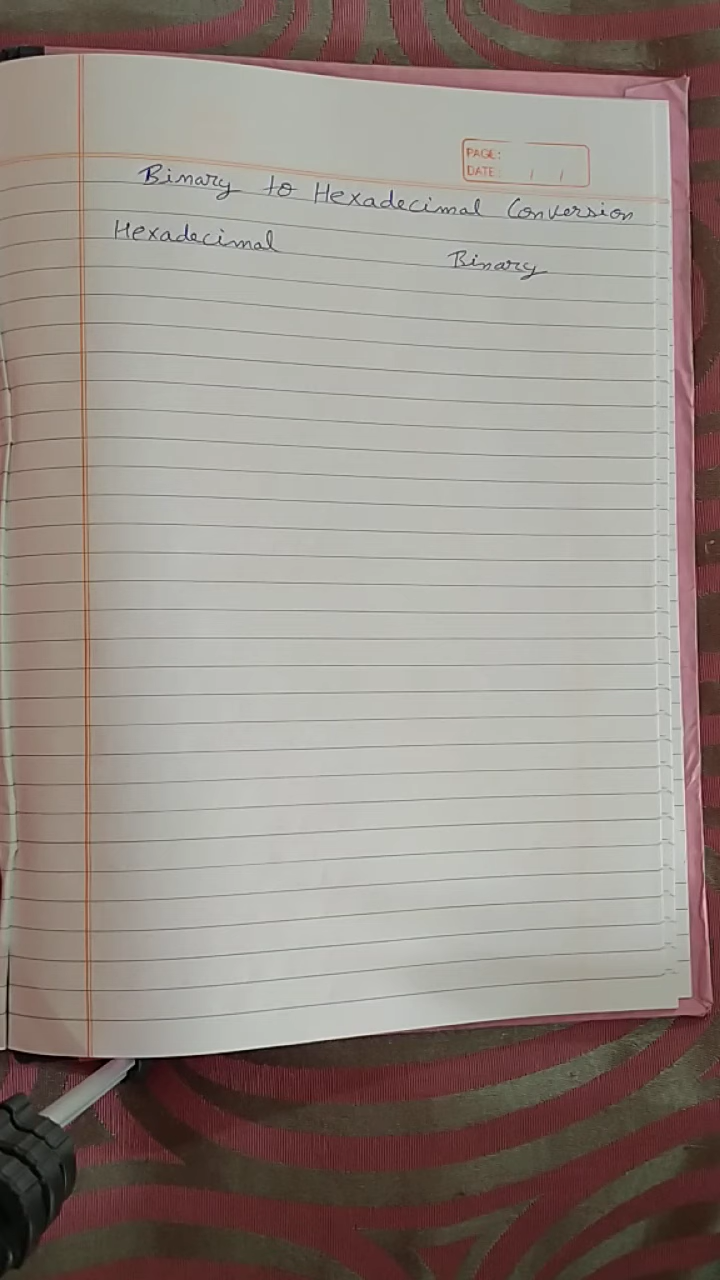 PAGE:
DATE: / /
Binary to Hexadecimal Conversion
Hexadecimal Binary